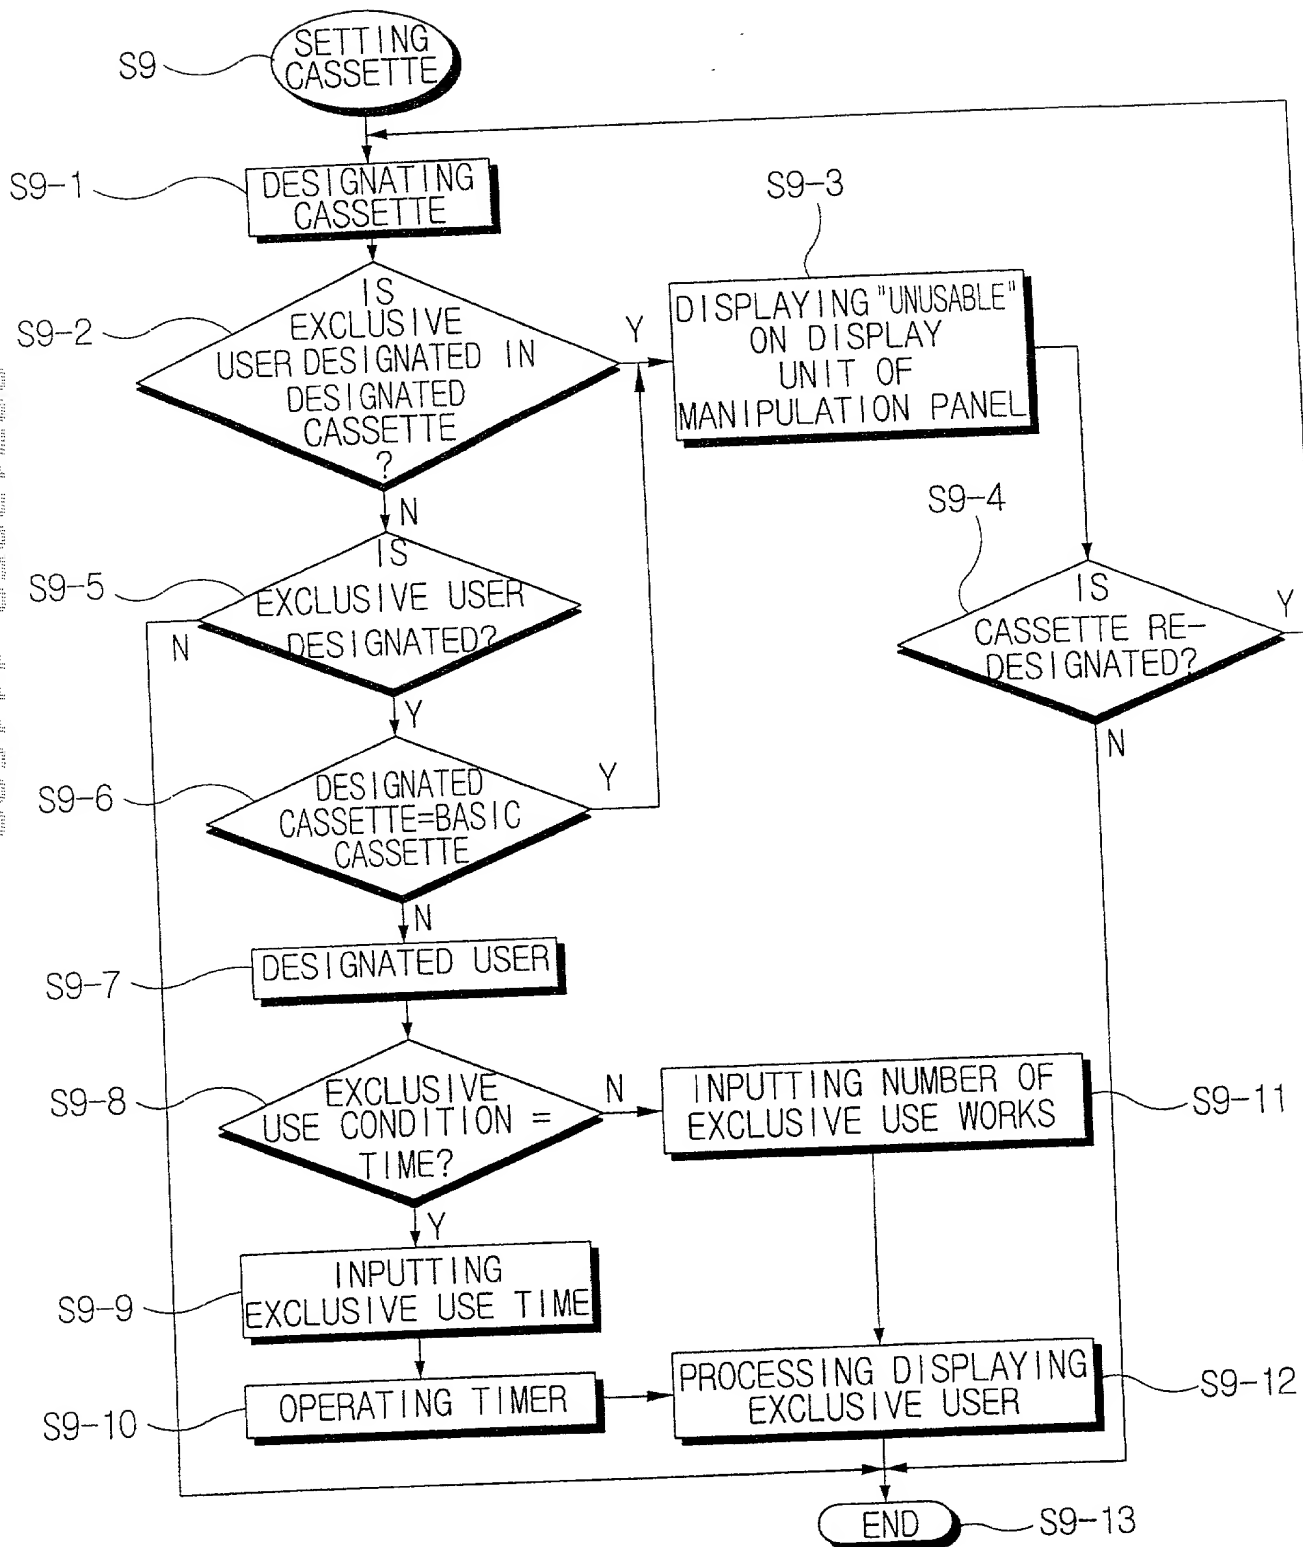 SETTING
CASSETTE
S9
S9-1
DESIGNATING
CASSETTE
S9-2
IS
EXCLUSIVE
USER DESIGNATED IN
DESIGNATED
CASSETTE
?
Y
N
S9-3
DISPLAYING "UNUSABLE"
ON DISPLAY
UNIT OF
MANIPULATION PANEL
S9-4
IS
CASSETTE RE-
DESIGNATED?
Y
N
S9-5
IS
EXCLUSIVE USER
DESIGNATED?
N
Y
S9-6
DESIGNATED
CASSETTE=BASIC
CASSETTE
Y
N
S9-7
DESIGNATED USER
S9-8
EXCLUSIVE
USE CONDITION =
TIME?
N
Y
INPUTTING NUMBER OF
EXCLUSIVE USE WORKS
S9-11
S9-9
INPUTTING
EXCLUSIVE USE TIME
S9-10
OPERATING TIMER
PROCESSING DISPLAYING
EXCLUSIVE USER
S9-12
END
S9-13